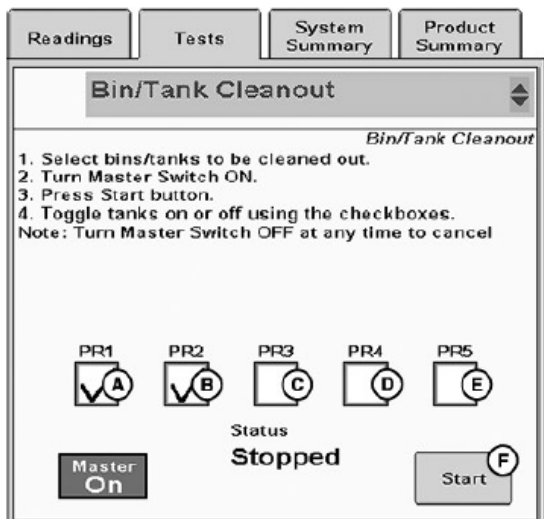 Readings
Tests
System
Summary
Product
Summary
Bin/Tank Cleanout
Bin/Tank Cleanout
1. Select bins/tanks to be cleaned out.
2. Turn Master Switch ON.
3. Press Start button.
4. Toggle tanks on or off using the checkboxes.
Note: Turn Master Switch OFF at any time to cancel
PR1 PR2 PR3 PR4 PR5
A B C D E
Status
Stopped
Master
On
Start
F